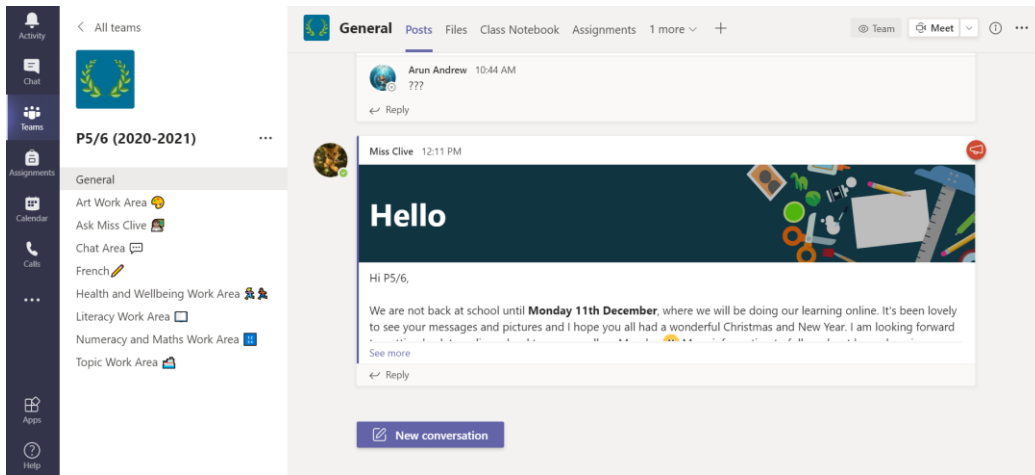 Activity
Chat
Teams
Assignments
Calendar
Calls
Apps
Help
All teams
P5/6 (2020-2021)
General
Art Work Area
Ask Miss Clive
Chat Area
French
Health and Wellbeing Work Area
Literacy Work Area
Numeracy and Maths Work Area
Topic Work Area
General Posts Files Class Notebook Assignments 1 more
Team Meet
Arun Andrew 10:44 AM
???
Reply
Miss Clive 12:11 PM
Hello
Hi P5/6,
We are not back at school until Monday 11th December, where we will be doing our learning online. It's been lovely
to see your messages and pictures and I hope you all had a wonderful Christmas and New Year. I am looking forward
See more
Reply
New conversation